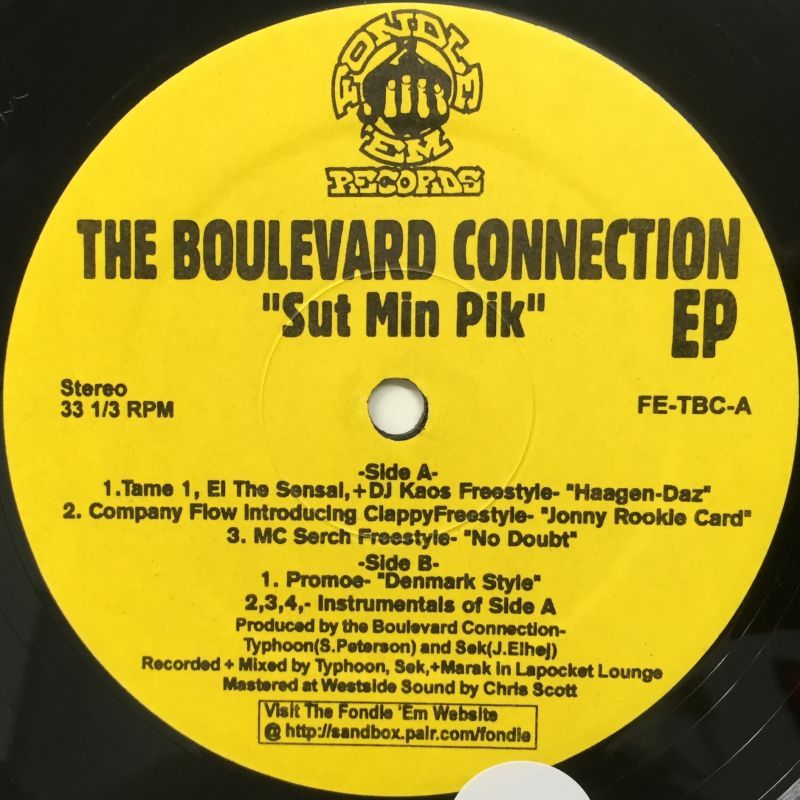 FONDLE
'EM
RECORDS
THE BOULEVARD CONNECTION
"Sut Min Pik" EP
Stereo
33 1/3 RPM
FE-TBC-A
-Side A-
1.Tame 1, El The Sensai,+DJ Kaos Freestyle- "Haagen-Daz"
2. Company Flow Introducing ClappyFreestyle- "Jonny Rookie Card"
3. MC Serch Freestyle- "No Doubt"
-Side B-
1. Promoe- "Denmark Style"
2,3,4,- Instrumentals of Side A
Produced by the Boulevard Connection-
Typhoon(S.Peterson) and Sek(J.Elhej)
Recorded + Mixed by Typhoon, Sek,+Marak in Lapocket Lounge
Mastered at Westside Sound by Chris Scott
Visit The Fondle 'Em Website
@ http://sandbox.pair.com/fondle